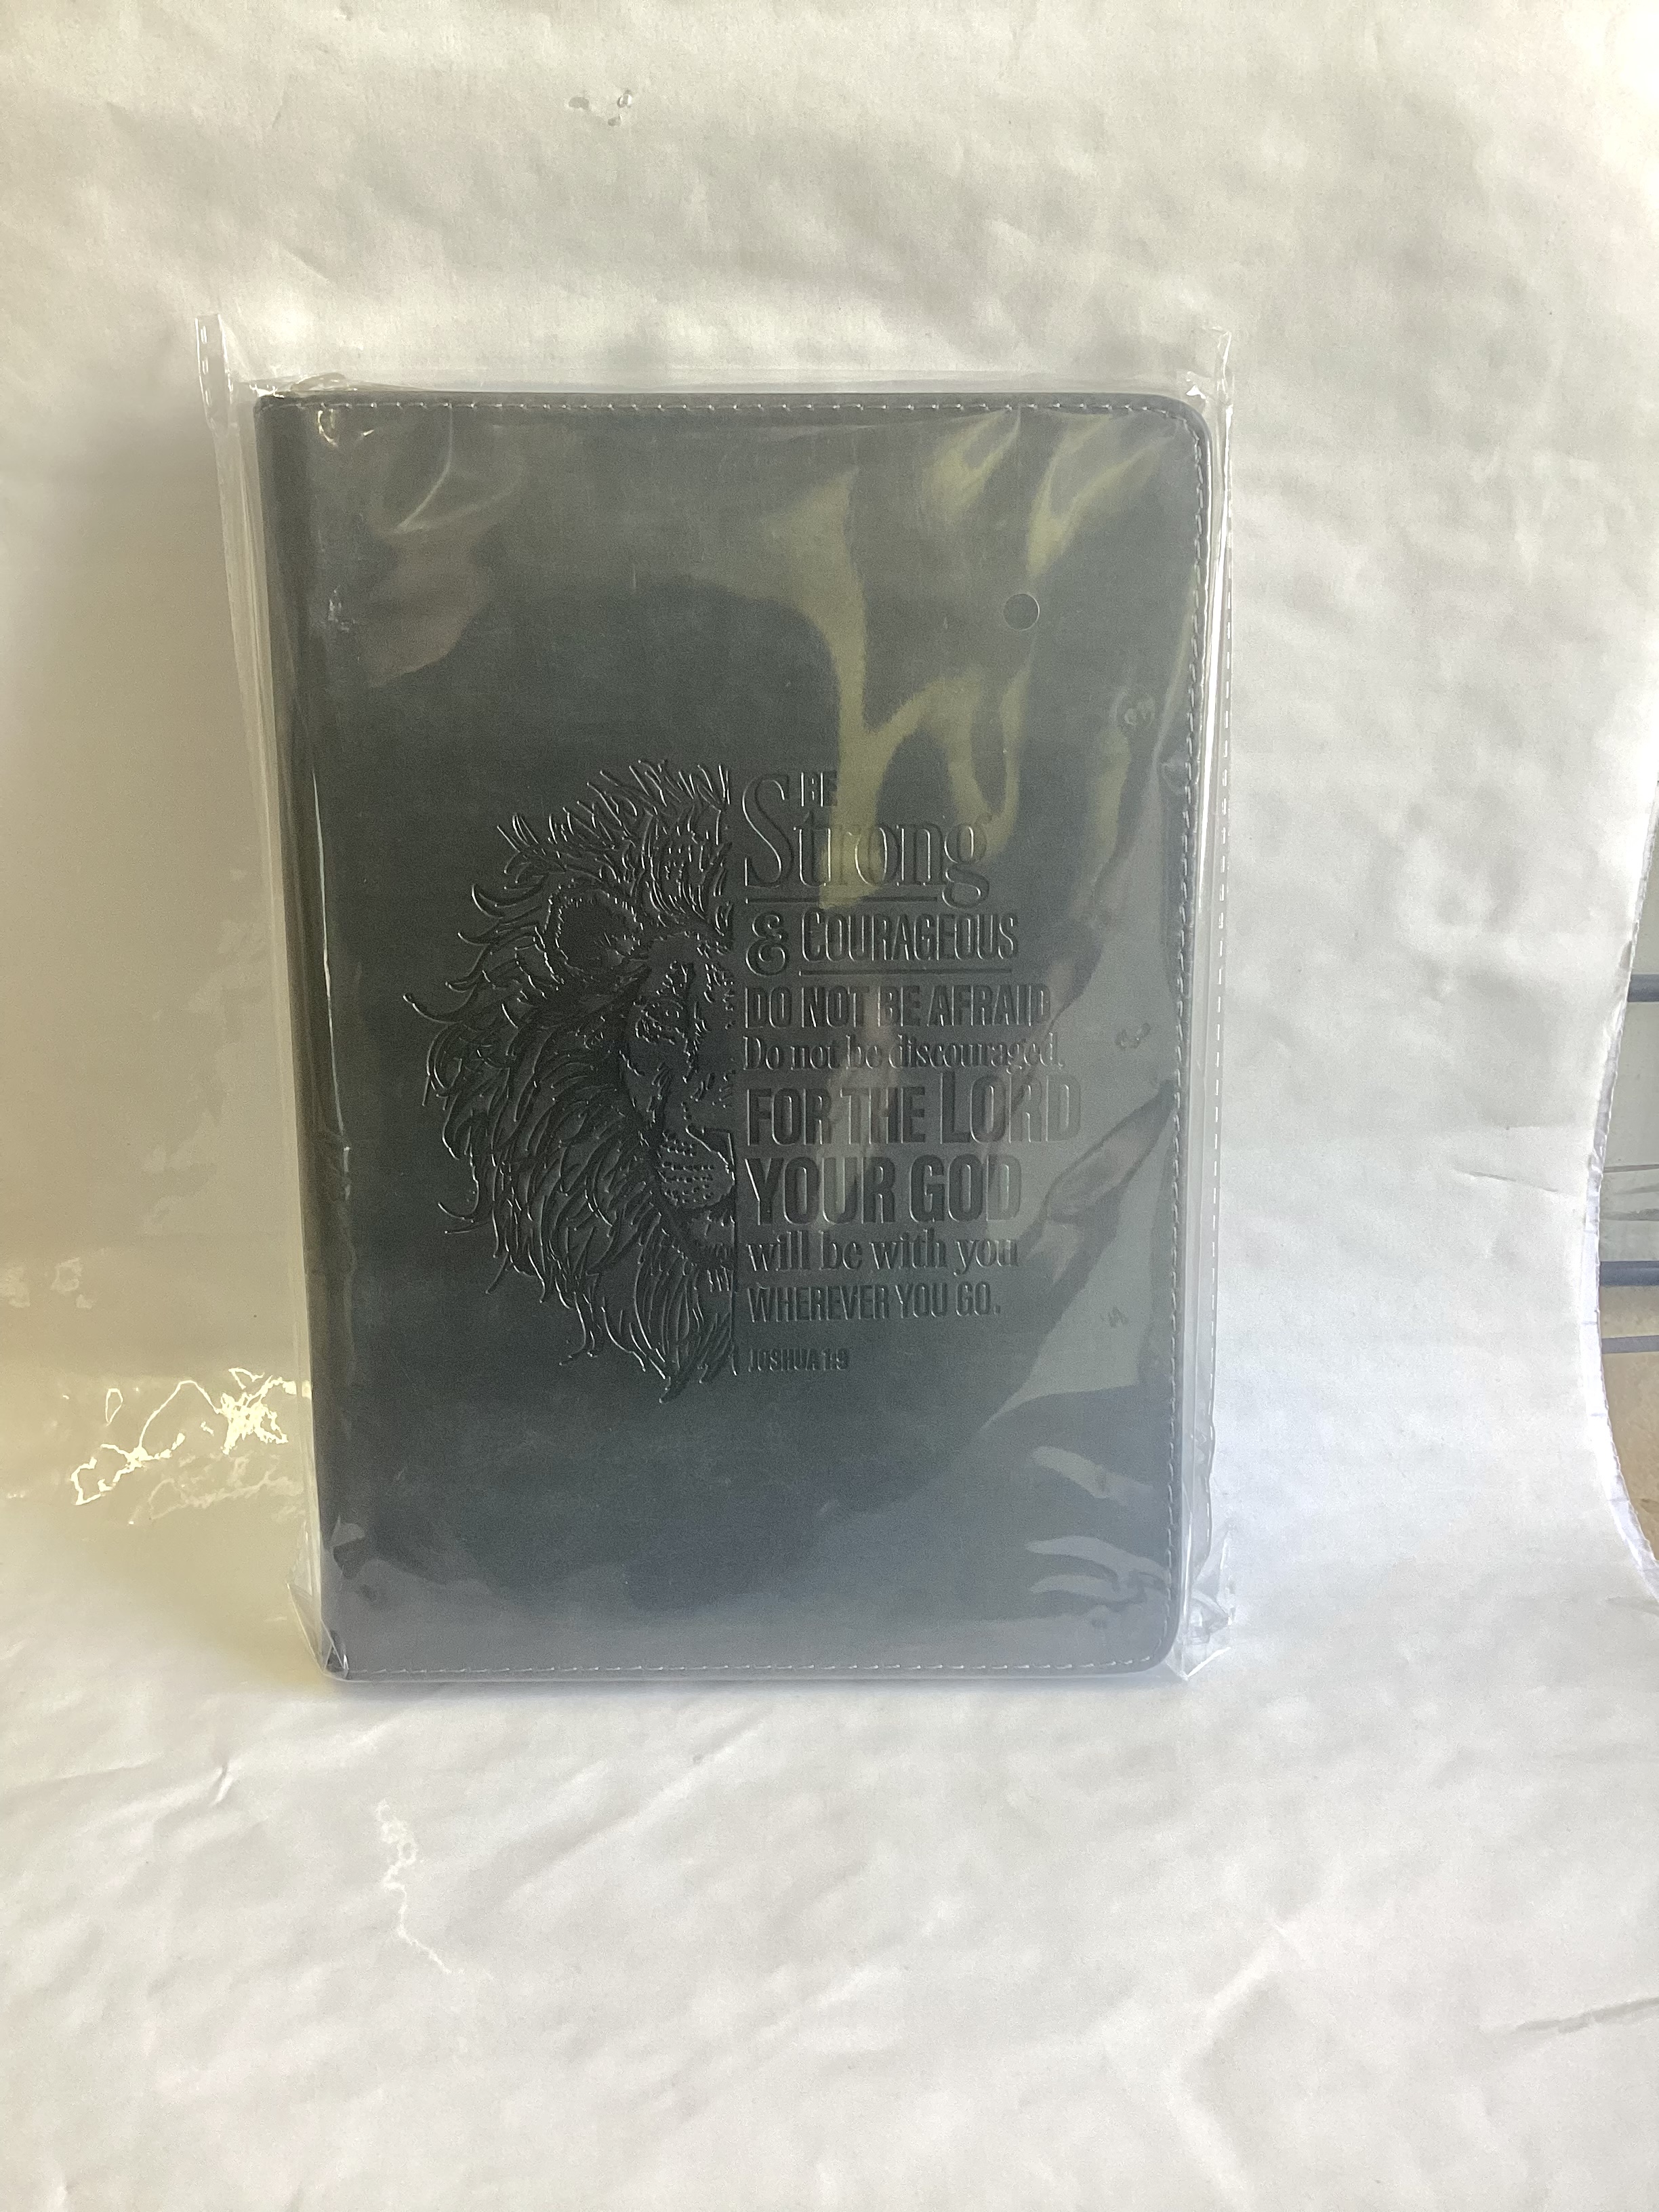 BE
Strong
& COURAGEOUS
DO NOT BE AFRAID
Do not be discouraged,
FOR THE LORD
YOUR GOD
will be with you
WHEREVER YOU GO.
JOSHUA 1:9